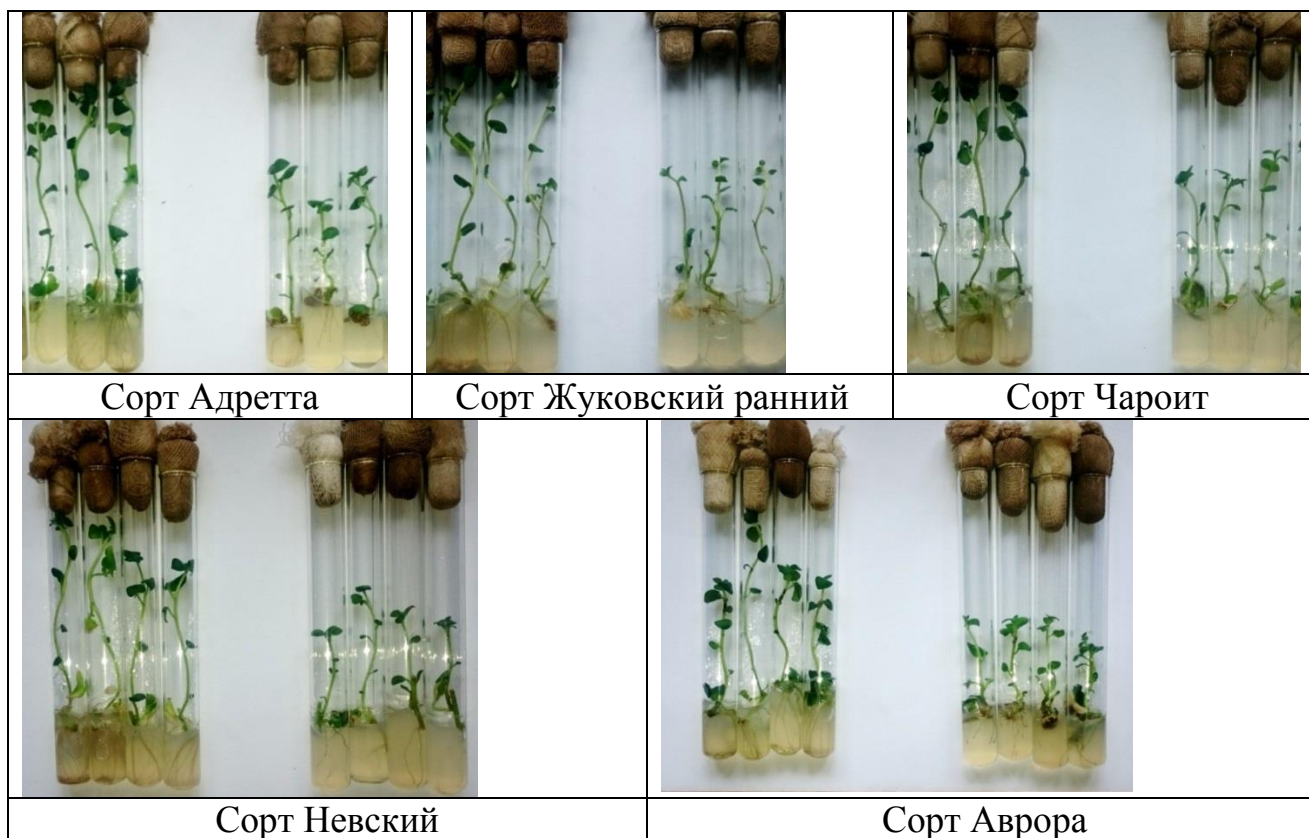 Сорт Адретта
Сорт Жуковский ранний
Сорт Чароит
Сорт Невский
Сорт Аврора